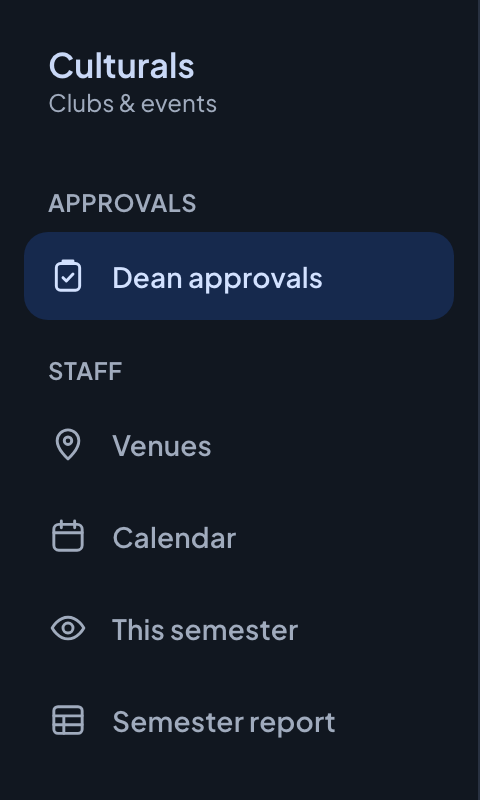 Culturals
Clubs & events
APPROVALS
Dean approvals
STAFF
Venues
Calendar
This semester
Semester report